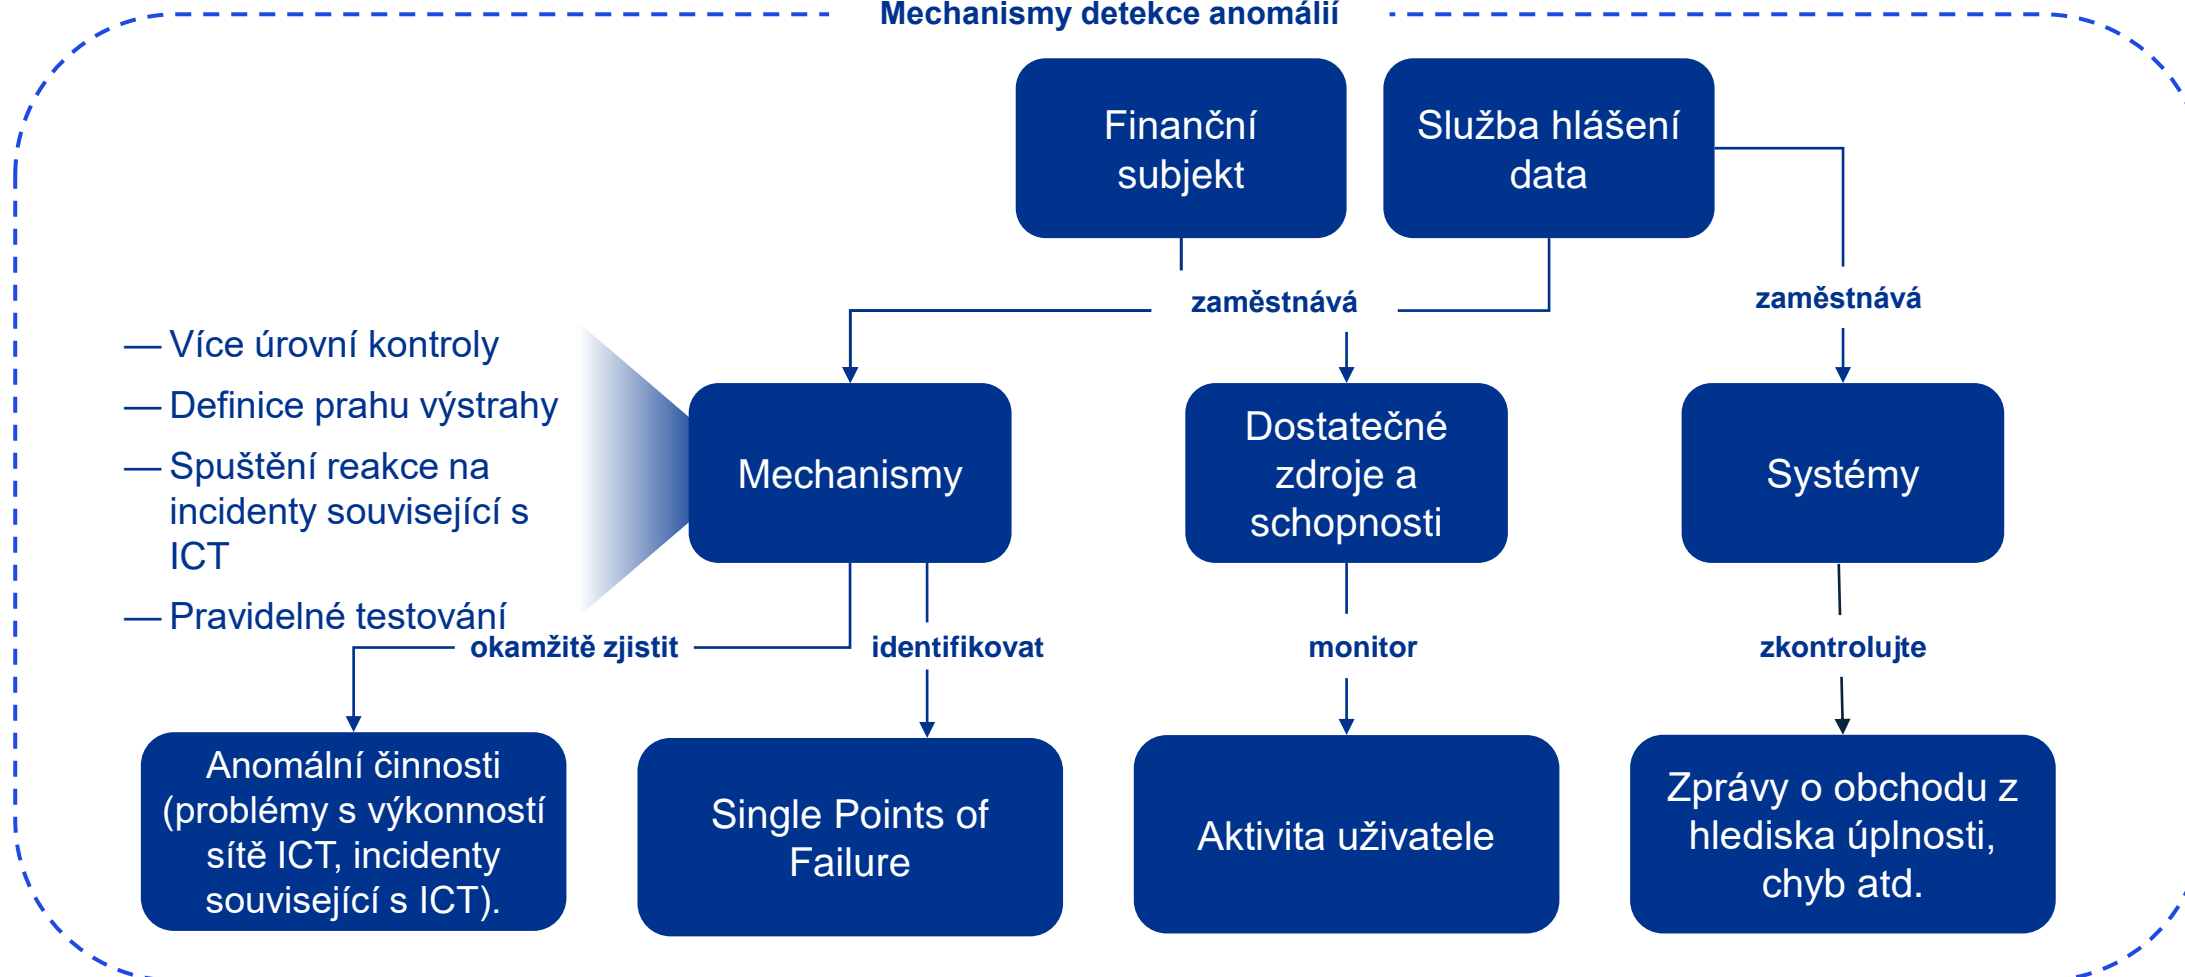 Mechanismy detekce anomálií
Finanční
subjekt
Služba hlášení
data
zaměstnává
zaměstnává
— Více úrovní kontroly
— Definice prahu výstrahy
— Spuštění reakce na
incidenty související s
ICT
— Pravidelné testování
Mechanismy
Dostatečné
zdroje a
schopnosti
Systémy
okamžitě zjistit
identifikovat
monitor
zkontrolujte
Anomální činnosti
(problémy s výkonností
sítě ICT, incidenty
související s ICT).
Single Points of
Failure
Aktivita uživatele
Zprávy o obchodu z
hlediska úplnosti,
chyb atd.